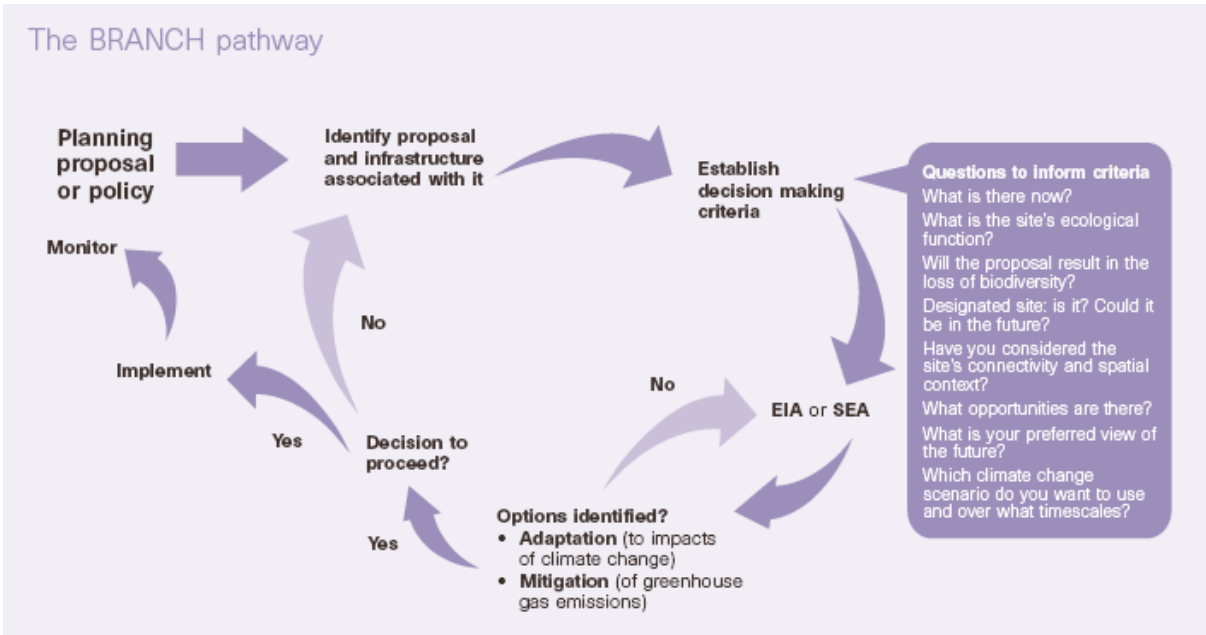 The BRANCH pathway
Planning
proposal
or policy
Identify proposal
and infrastructure
associated with it
Establish
decision making
criteria
Questions to inform criteria
What is there now?
What is the site's ecological
function?
Will the proposal result in the
loss of biodiversity?
Designated site: is it? Could it
be in the future?
Have you considered the
site's connectivity and spatial
context?
What opportunities are there?
What is your preferred view of
the future?
Which climate change
scenario do you want to use
and over what timescales?
EIA or SEA
No
Options identified?
• Adaptation (to impacts
of climate change)
• Mitigation (of greenhouse
gas emissions)
Yes
Decision to
proceed?
No
Yes
Implement
Monitor